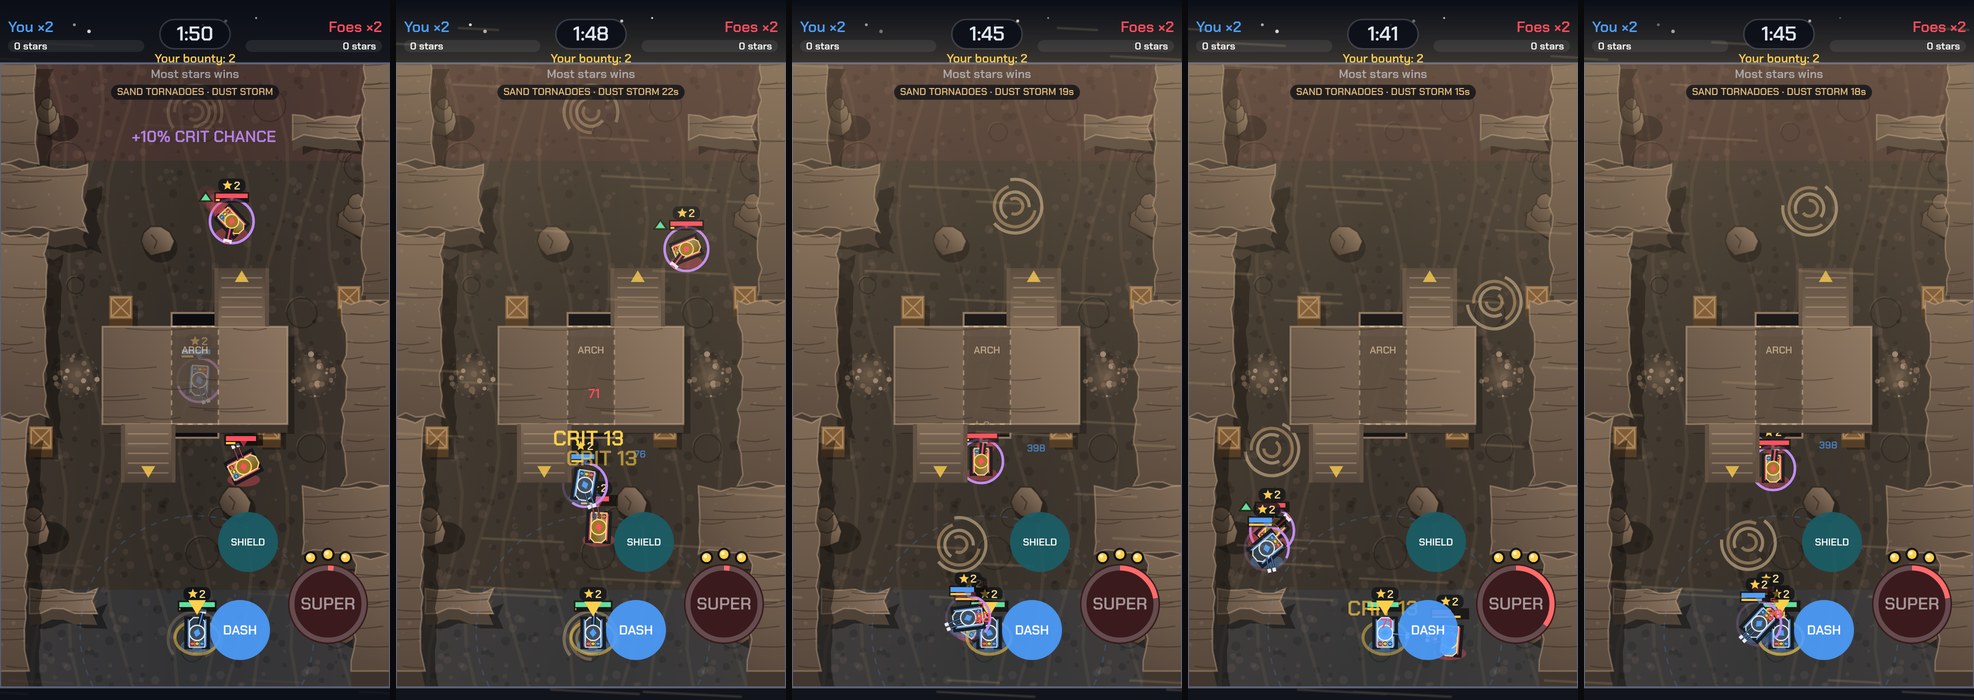 You ×2
1:50
Foes ×2
0 stars
0 stars
Your bounty: 2
Most stars wins
SAND TORNADOES · DUST STORM
+10% CRIT CHANCE
★2
★2
ARCH
SHIELD
★2
SUPER
DASH
You ×2
1:48
Foes ×2
0 stars
0 stars
Your bounty: 2
Most stars wins
SAND TORNADOES · DUST STORM 22s
★2
ARCH
71
CRIT 13
CRIT 13
76
SHIELD
★2
SUPER
DASH
You ×2
1:45
Foes ×2
0 stars
0 stars
Your bounty: 2
Most stars wins
SAND TORNADOES · DUST STORM 19s
ARCH
398
SHIELD
★2
★2
SUPER
DASH
You ×2
1:41
Foes ×2
0 stars
0 stars
Your bounty: 2
Most stars wins
SAND TORNADOES · DUST STORM 15s
ARCH
★2
★2
SHIELD
★2
★2
SUPER
DASH
You ×2
1:45
Foes ×2
0 stars
0 stars
Your bounty: 2
Most stars wins
SAND TORNADOES · DUST STORM 18s
ARCH
398
SHIELD
★2
SUPER
DASH